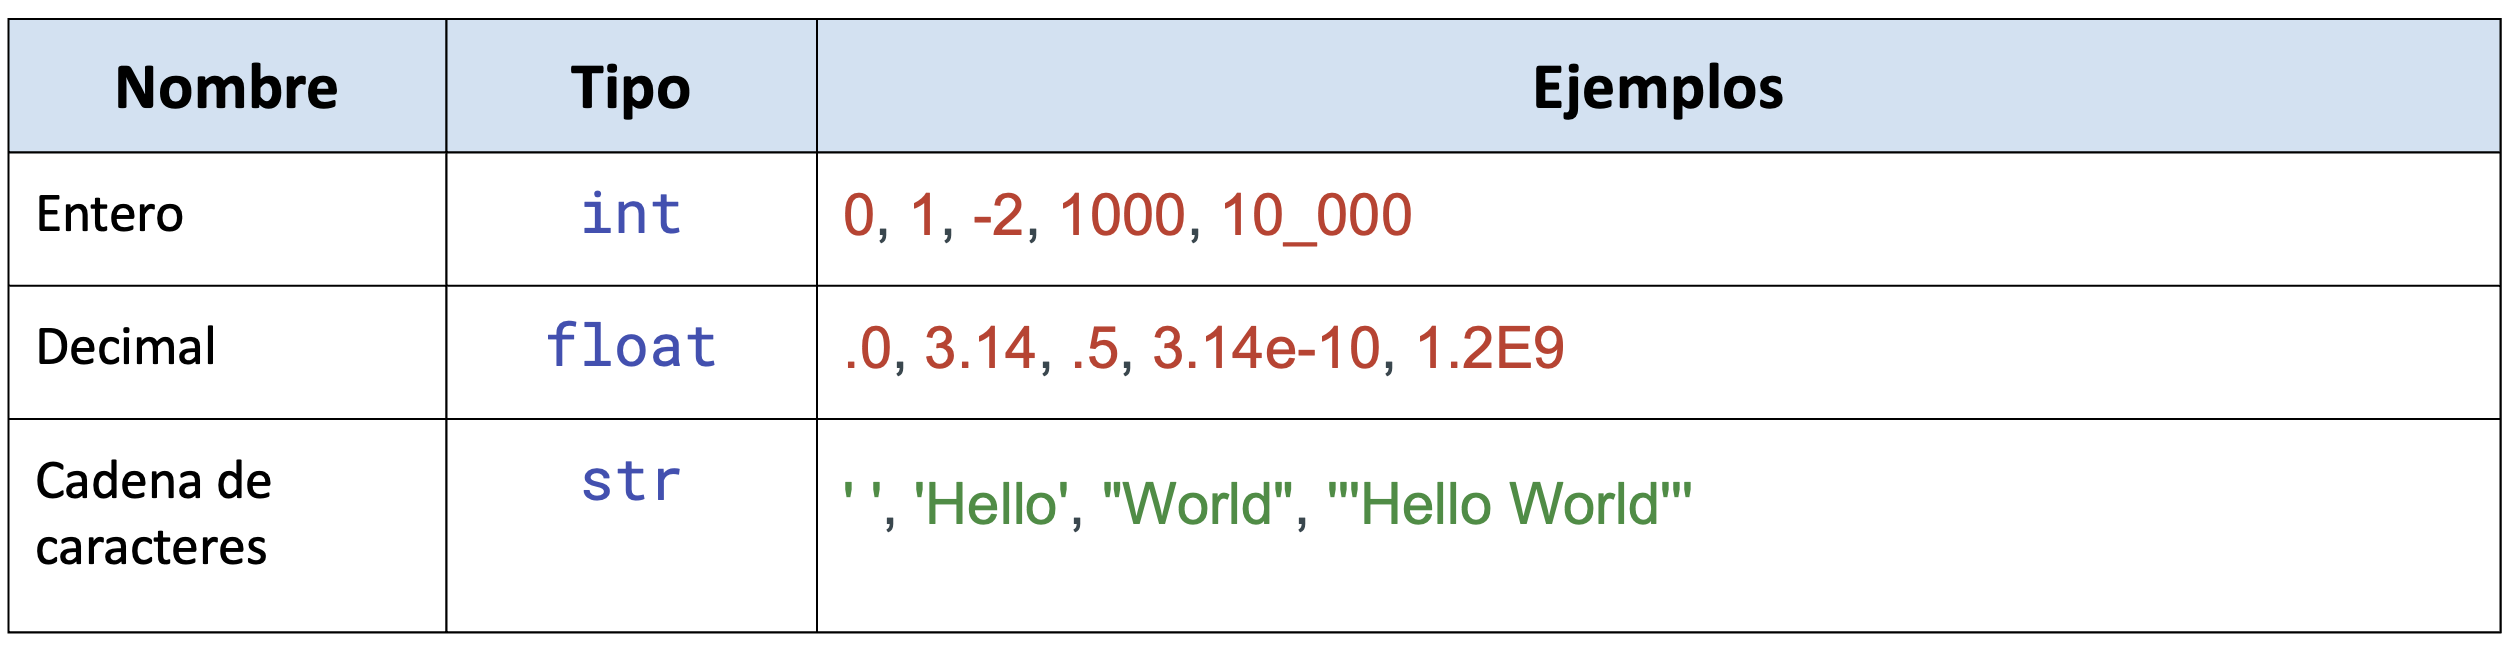 Nombre Tipo Ejemplos
Entero int 0, 1, -2, 1000, 10_000
Decimal float .0, 3.14, .5, 3.14e-10, 1.2E9
Cadena de
caracteres str ' ', 'Hello', "World", """Hello World"""